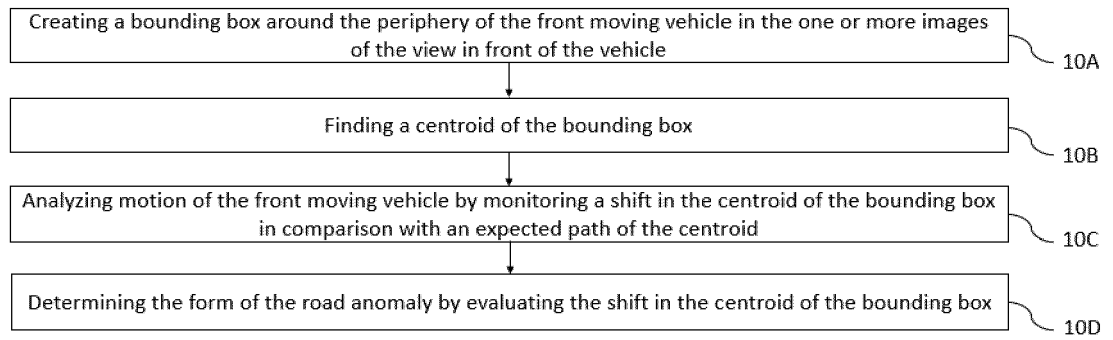 Creating a bounding box around the periphery of the front moving vehicle in the one or more images
of the view in front of the vehicle
10A
Finding a centroid of the bounding box
10B
Analyzing motion of the front moving vehicle by monitoring a shift in the centroid of the bounding box
in comparison with an expected path of the centroid
10C
Determining the form of the road anomaly by evaluating the shift in the centroid of the bounding box
10D